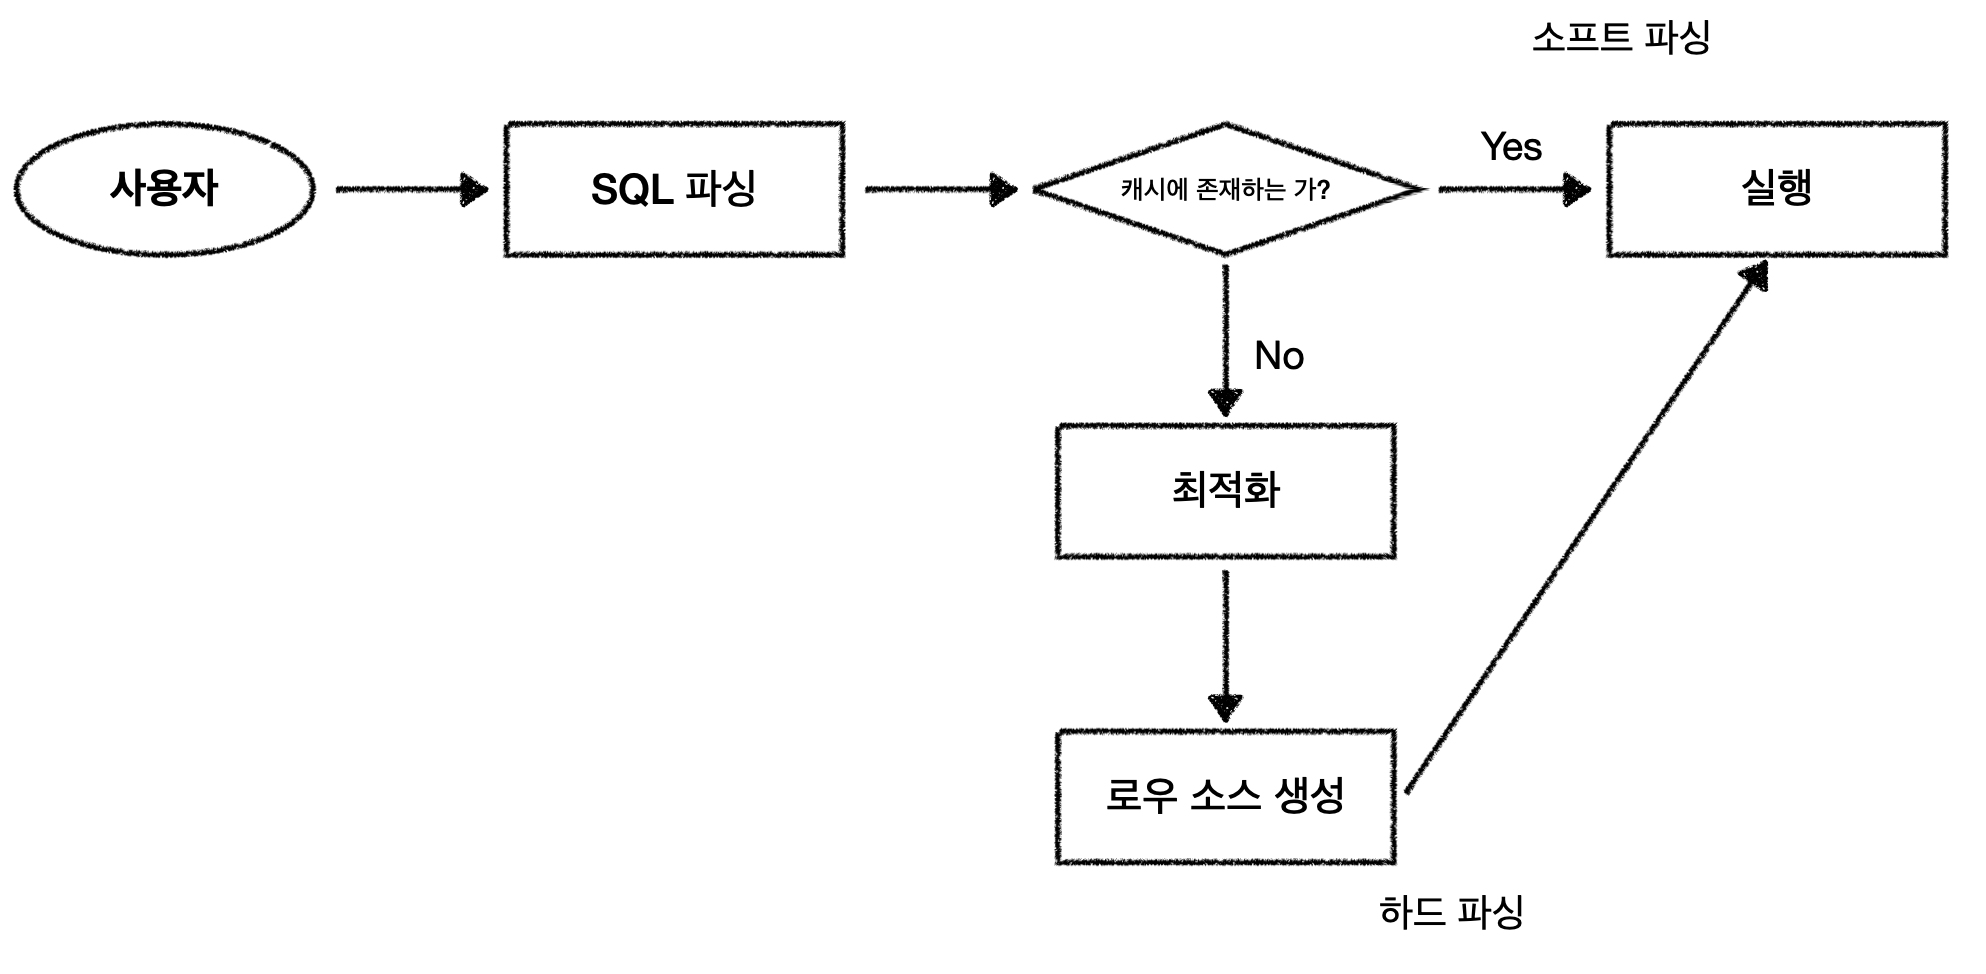 소프트 파싱
사용자
SQL 파싱
캐시에 존재하는 가?
Yes
실행
No
최적화
로우 소스 생성
하드 파싱